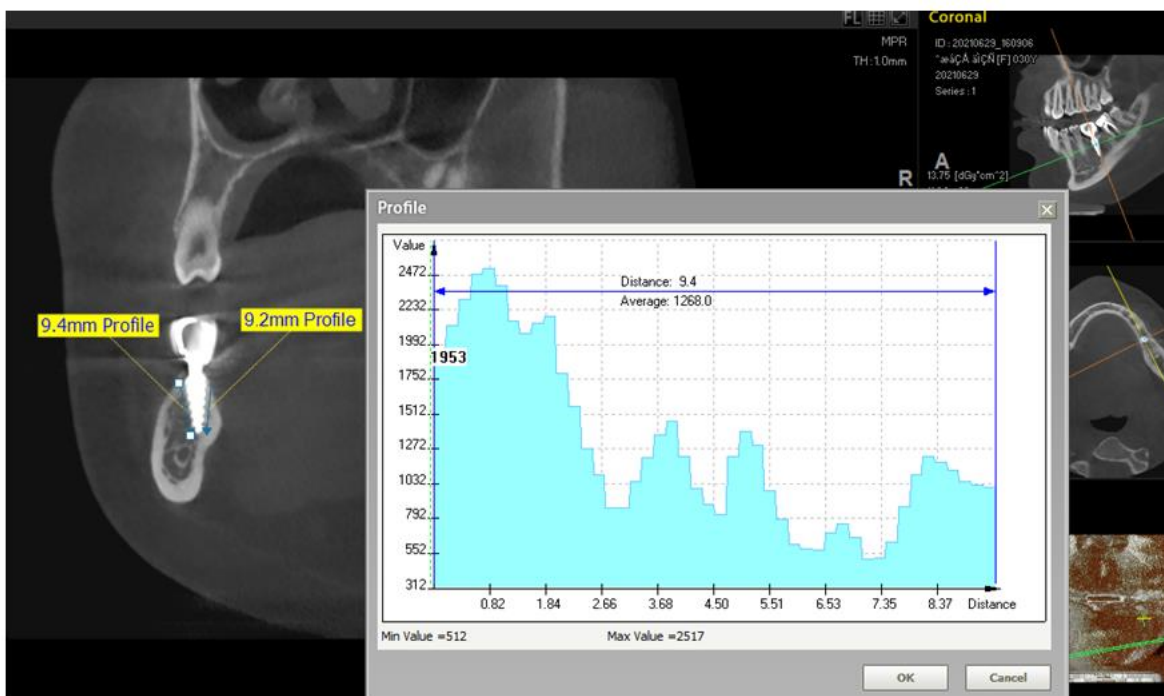 FL
Coronal
MPR
TH:1.0mm
ID : 20210629_160906
[F] 030Y
20210629
Series : 1
R
A
13.75 [dGy*cm^2]
9.4mm Profile
9.2mm Profile
Profile
Value
2472
2232
1992
1752
1512
1272
1032
792
552
312
Distance: 9.4
Average: 1268.0
1953
0.82 1.84 2.66 3.68 4.50 5.51 6.53 7.35 8.37 Distance
Min Value =512 Max Value =2517
OK Cancel